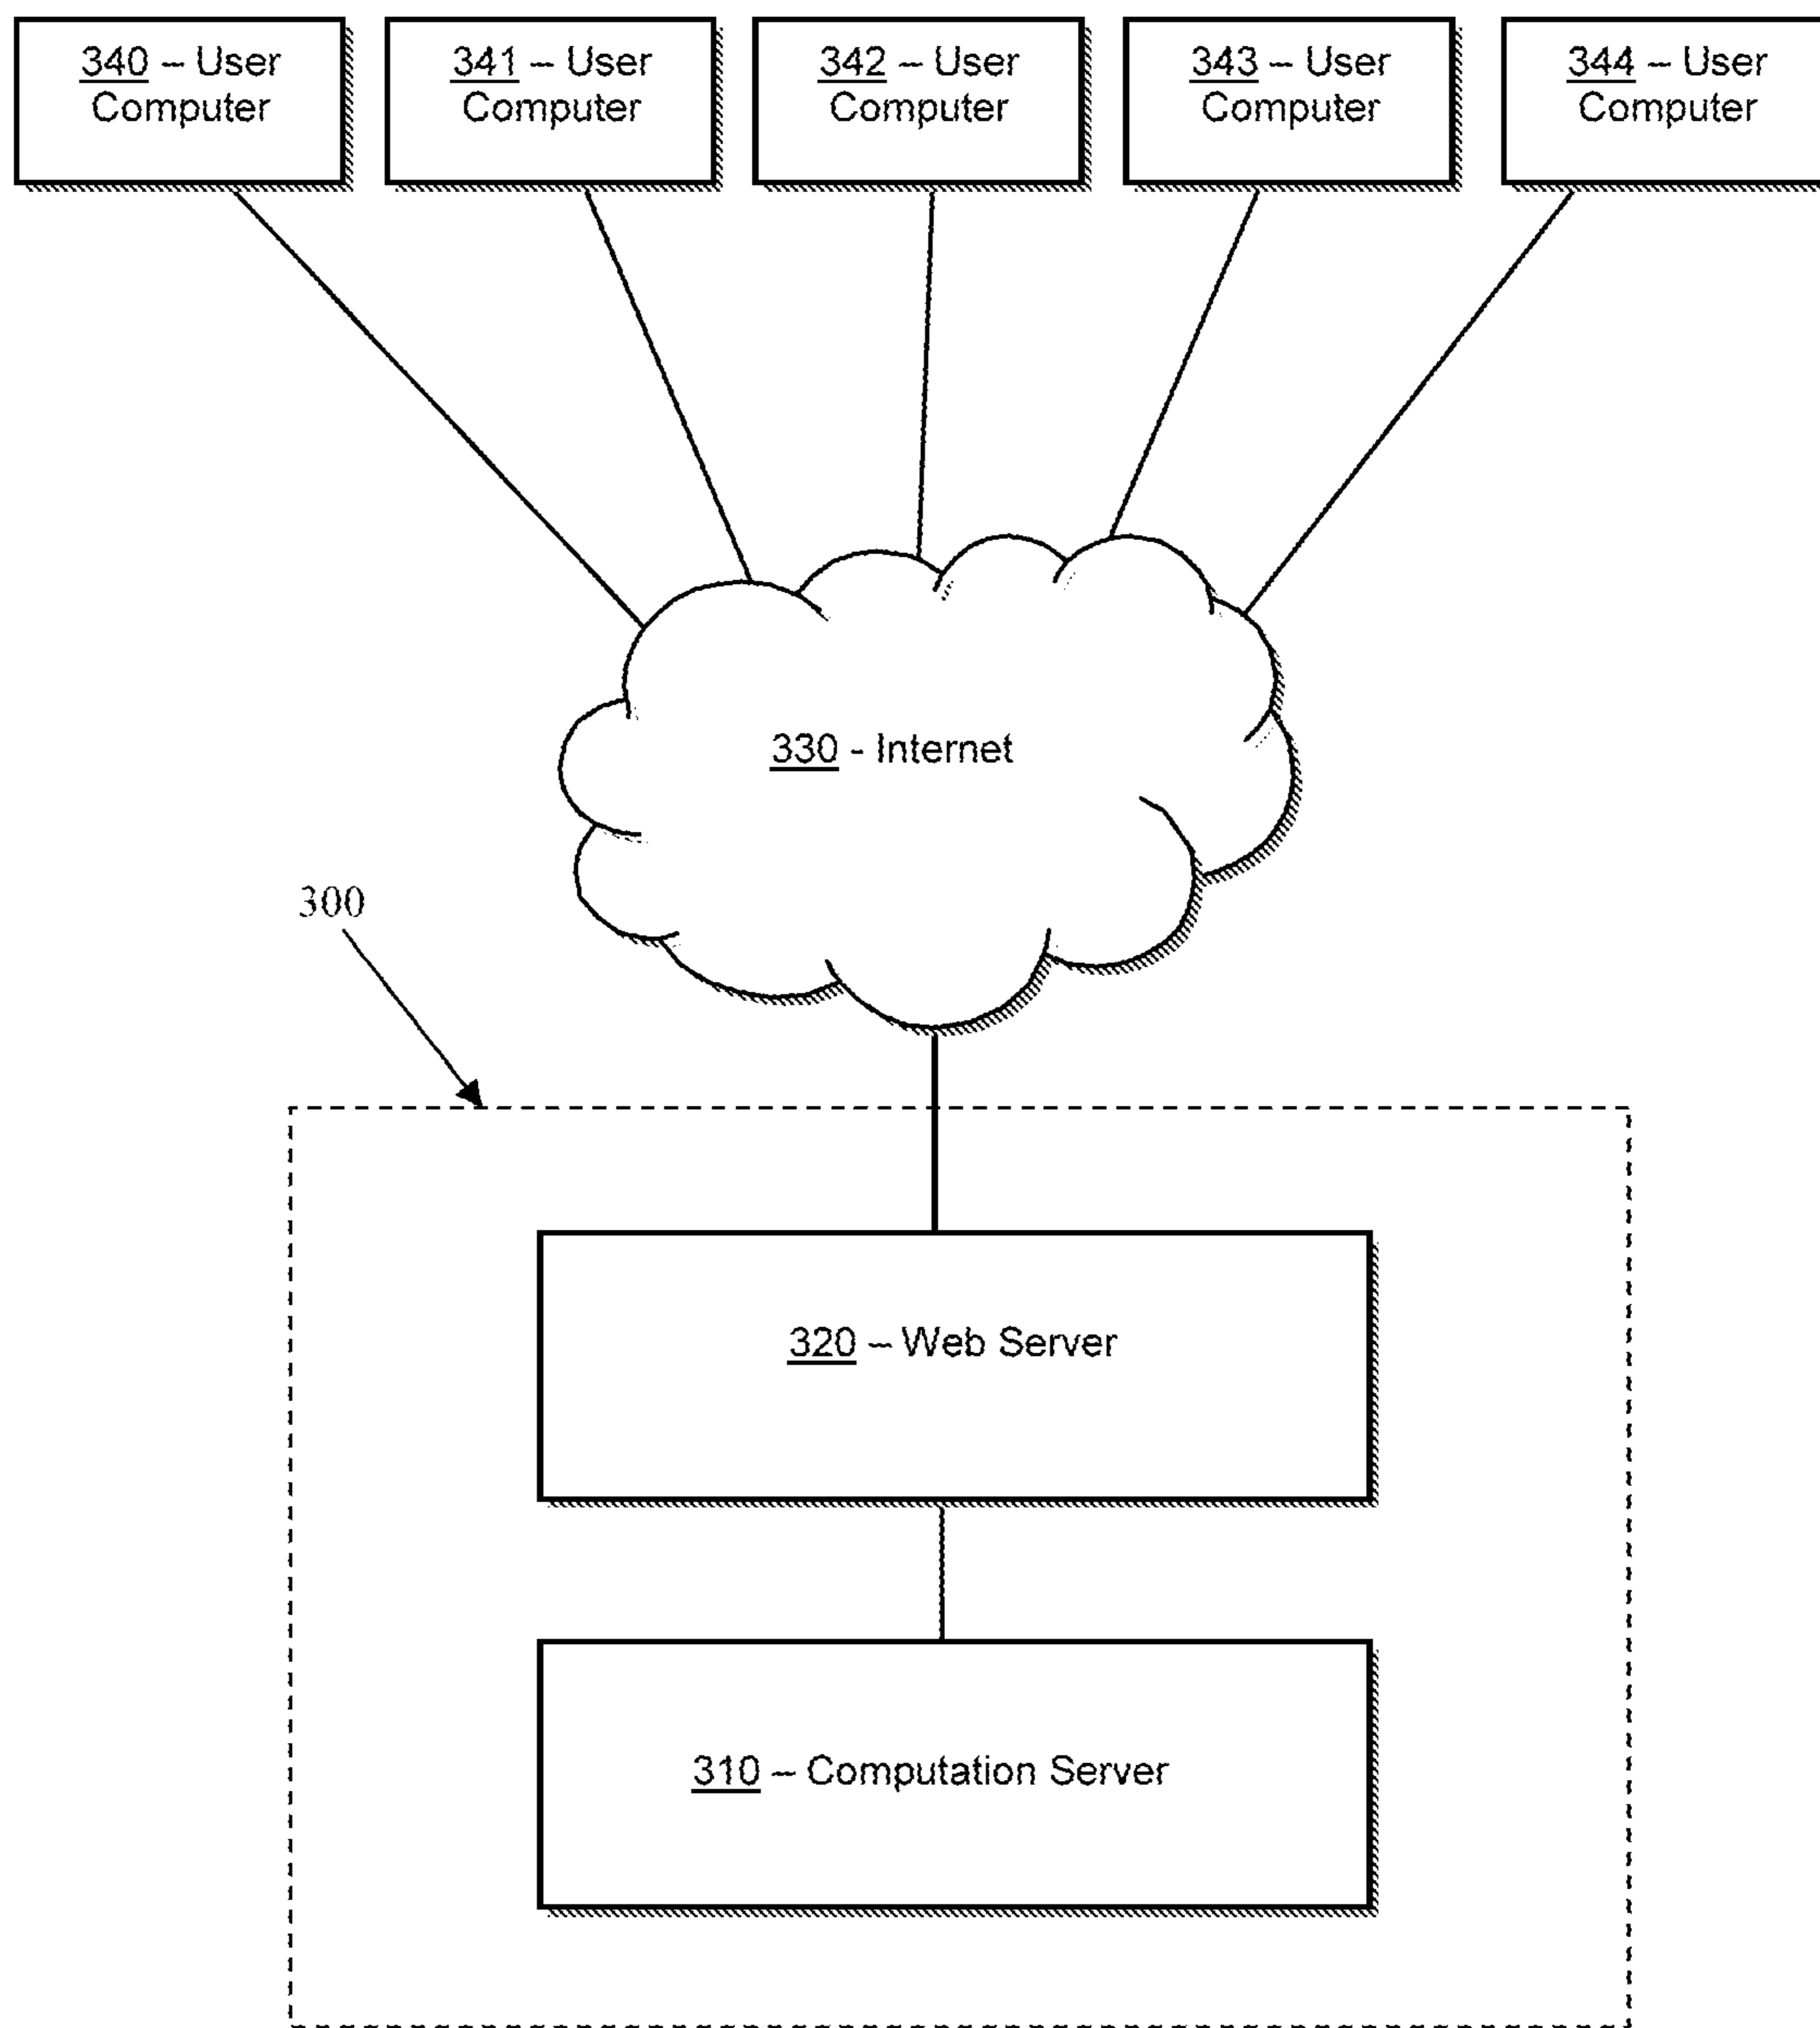 340 – User
Computer
341 – User
Computer
342 – User
Computer
343 – User
Computer
344 – User
Computer
330 - Internet
300
320 – Web Server
310 – Computation Server